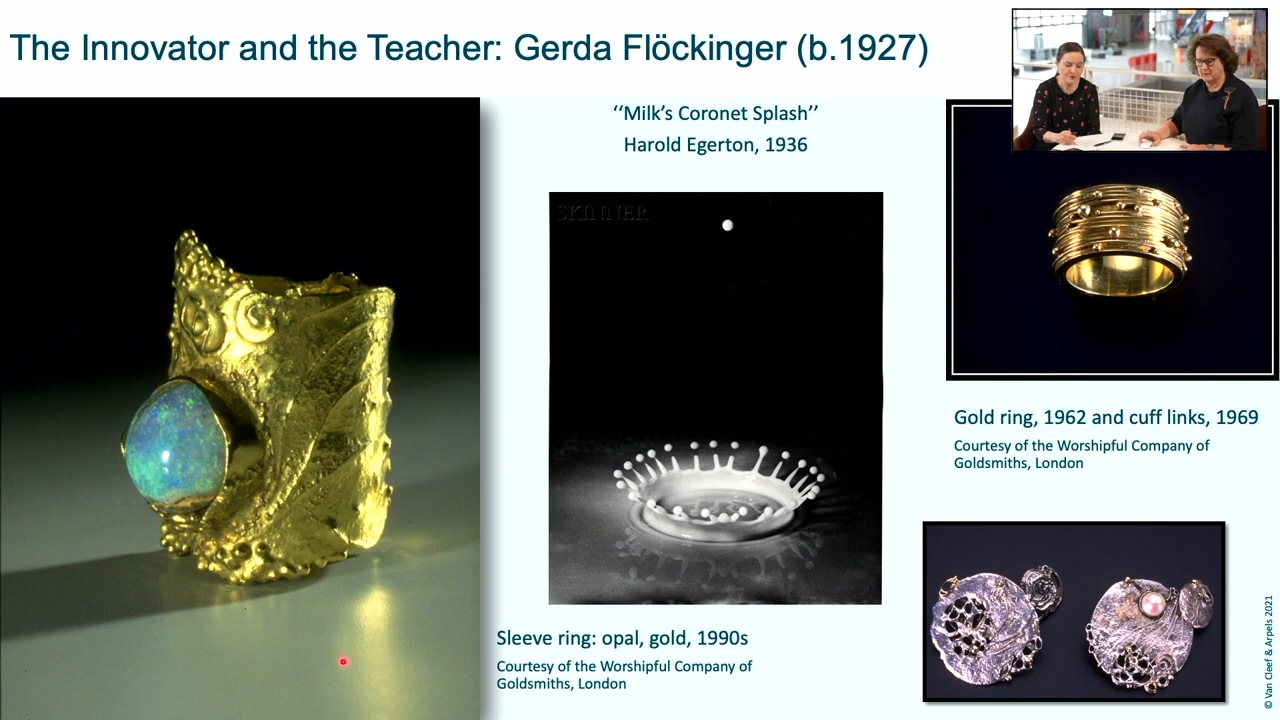 The Innovator and the Teacher: Gerda Flöckinger (b.1927)
‘‘Milk’s Coronet Splash’’
Harold Egerton, 1936
SKINNER
Gold ring, 1962 and cuff links, 1969
Courtesy of the Worshipful Company of
Goldsmiths, London
Sleeve ring: opal, gold, 1990s
Courtesy of the Worshipful Company of
Goldsmiths, London
© Van Cleef & Arpels 2021